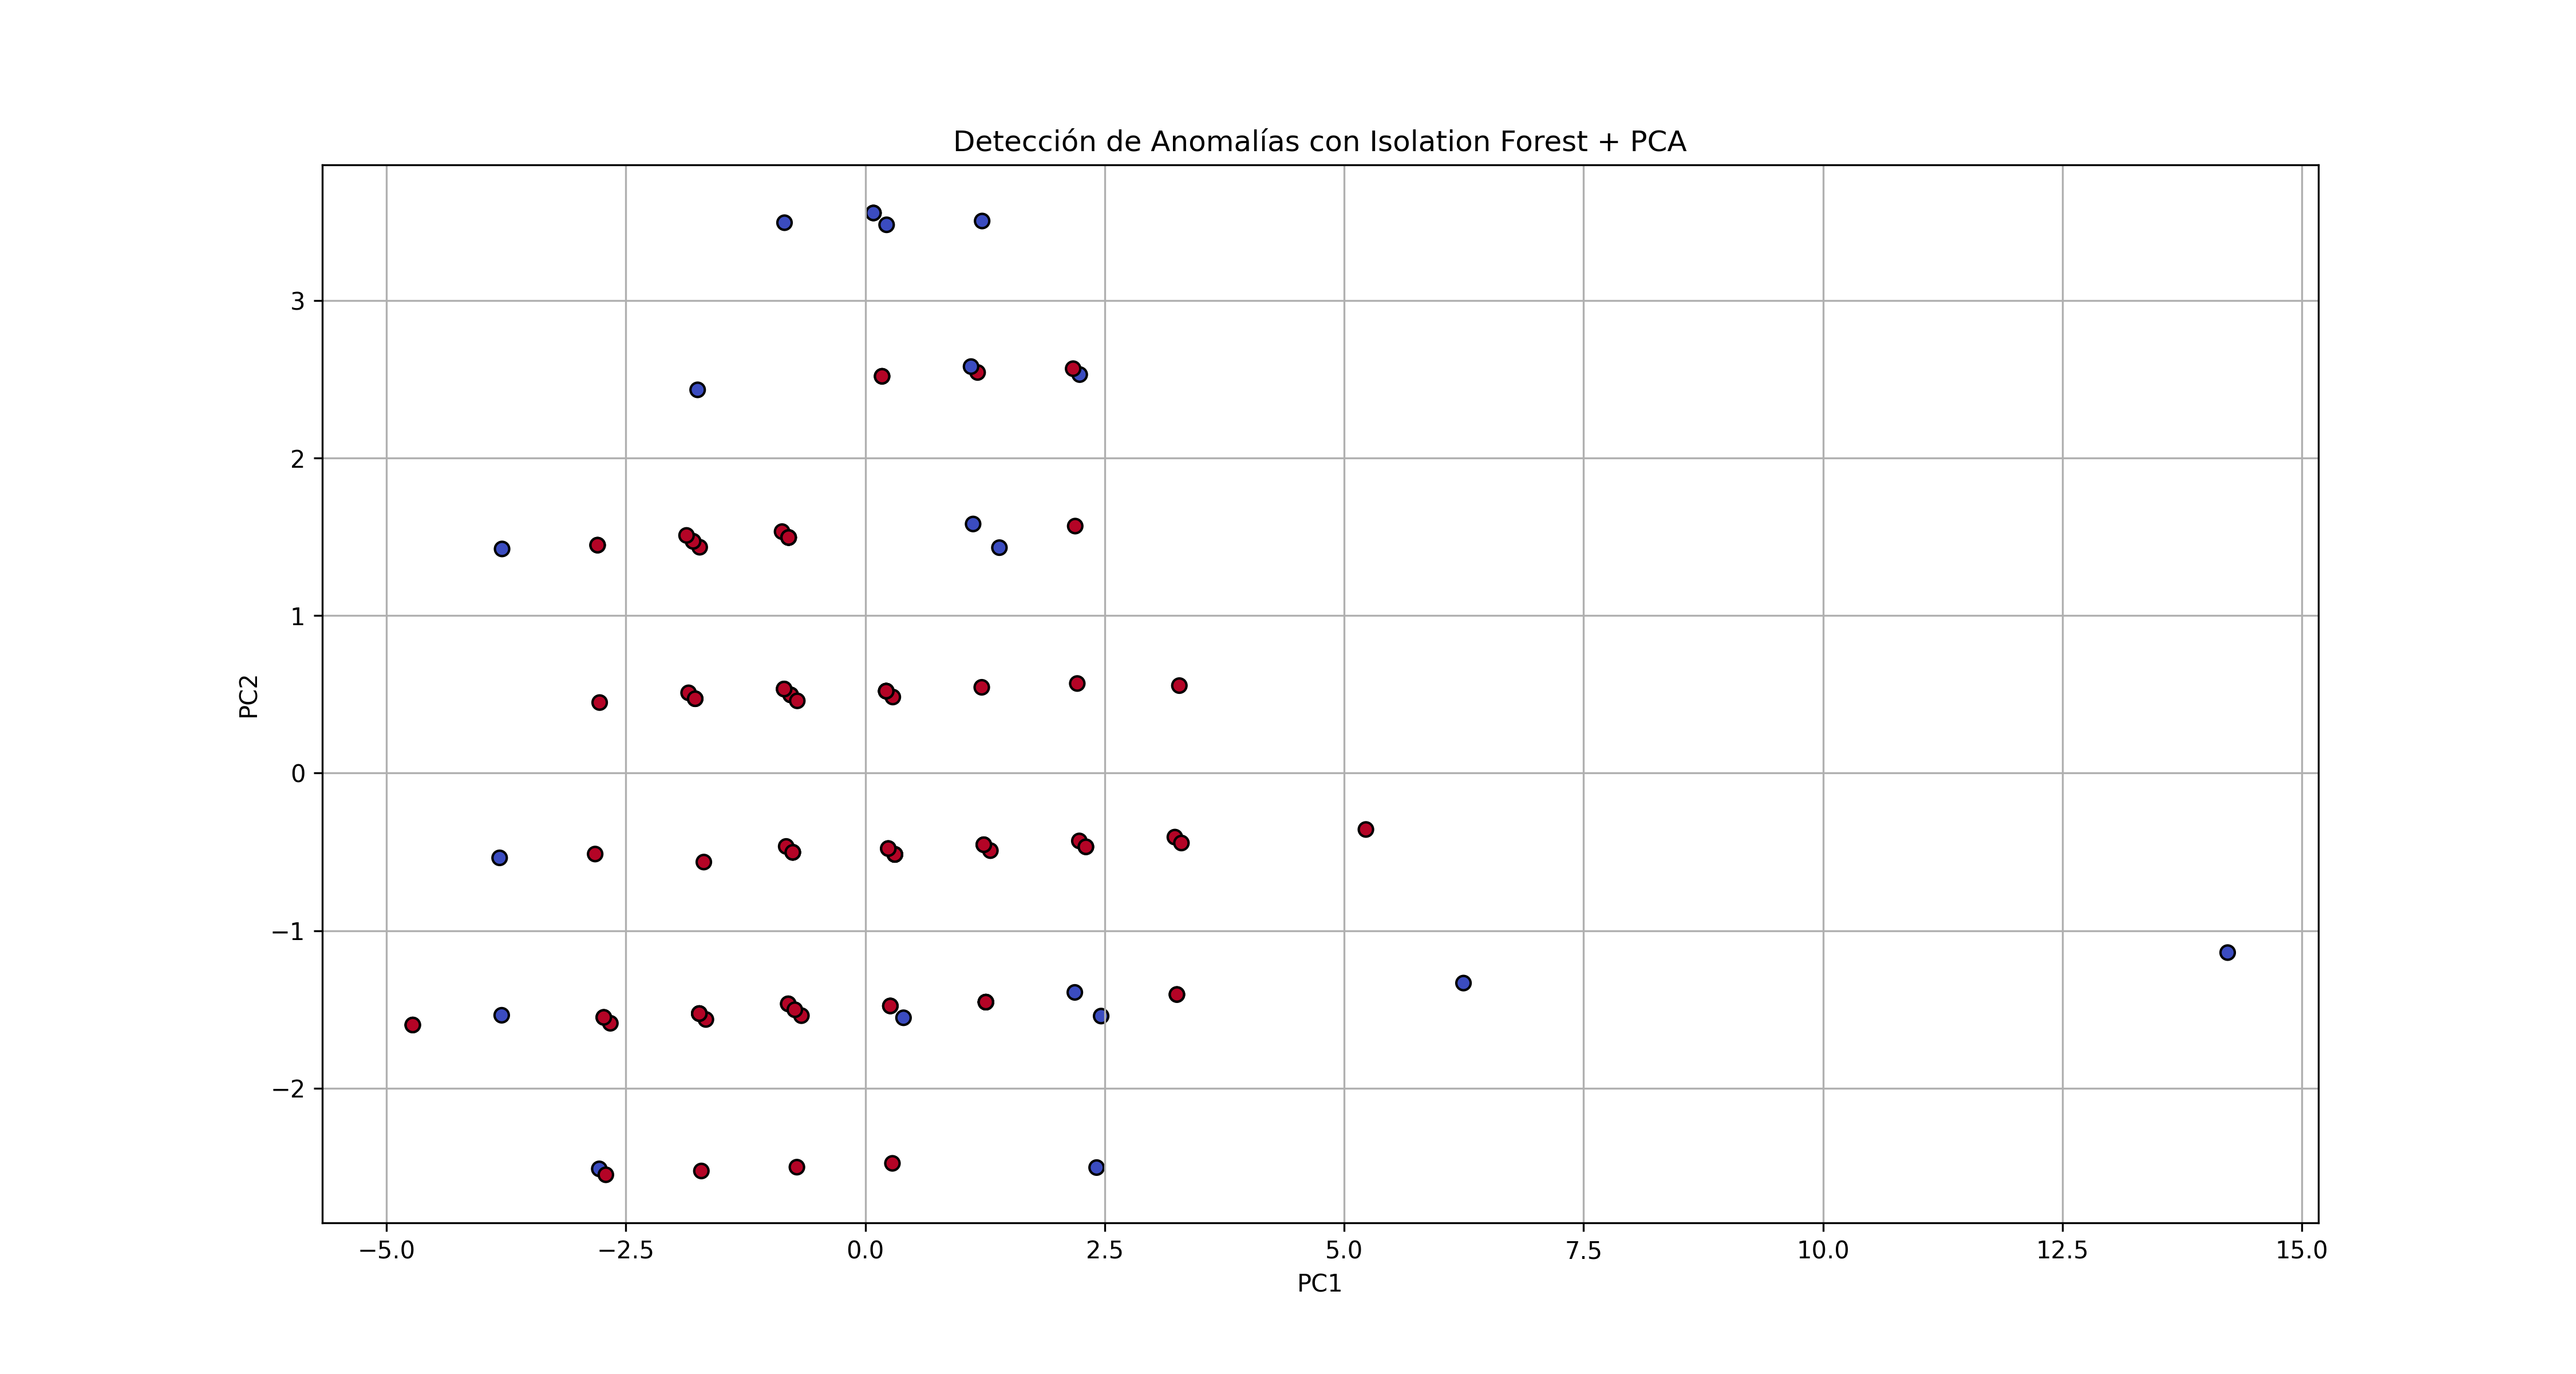 Detección de Anomalías con Isolation Forest + PCA
PC2
3
2
1
0
−1
−2
−5.0 −2.5 0.0 2.5 5.0 7.5 10.0 12.5 15.0
PC1